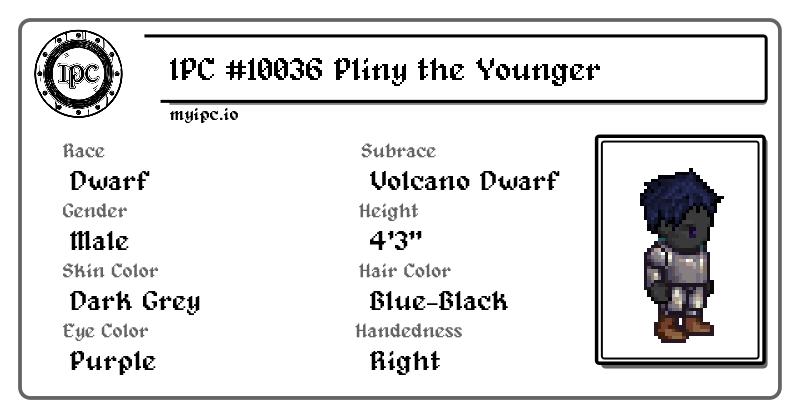 IPC
IPC #10036 Pliny the Younger
myipc.io
Race
Dwarf
Subrace
Volcano Dwarf
Gender
Male
Height
4'3"
Skin Color
Dark Grey
Hair Color
Blue-Black
Eye Color
Purple
Handedness
Right